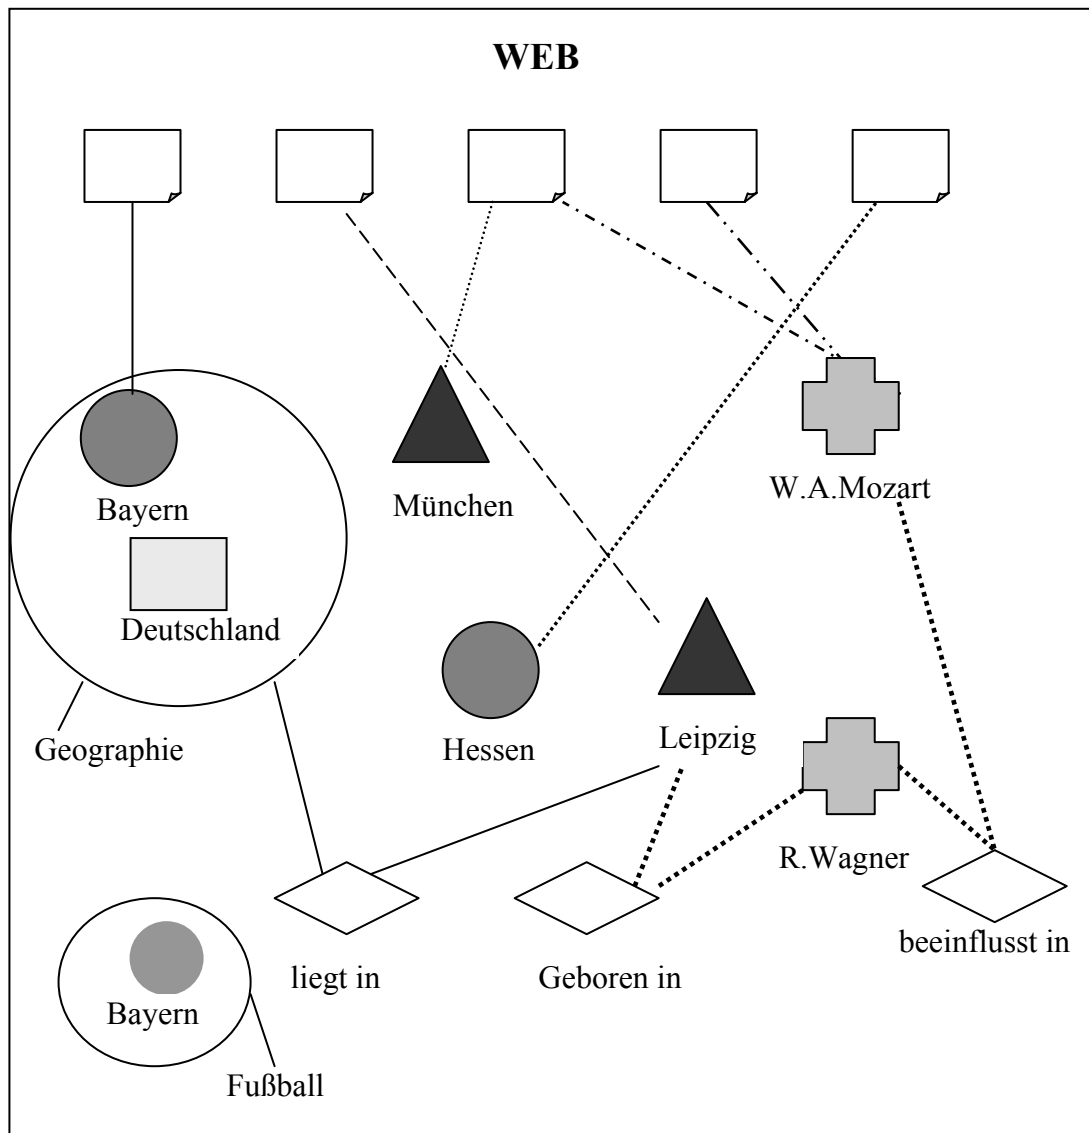 WEB
Bayern
München
W.A.Mozart
Deutschland
Geographie
Hessen
Leipzig
R.Wagner
liegt in
Geboren in
beeinflusst in
Bayern
Fußball